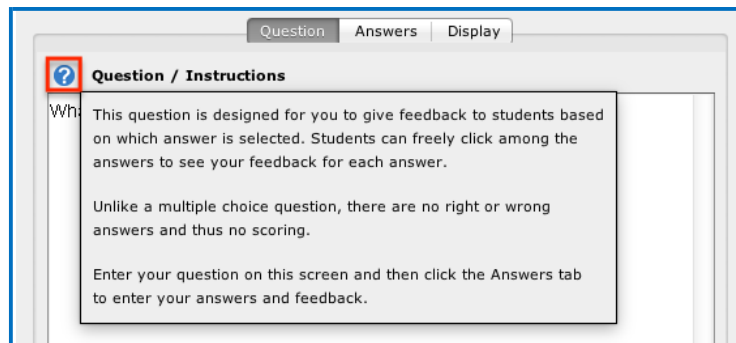 Question Answers Display
Question / Instructions
This question is designed for you to give feedback to students based
on which answer is selected. Students can freely click among the
answers to see your feedback for each answer.
Unlike a multiple choice question, there are no right or wrong
answers and thus no scoring.
Enter your question on this screen and then click the Answers tab
to enter your answers and feedback.